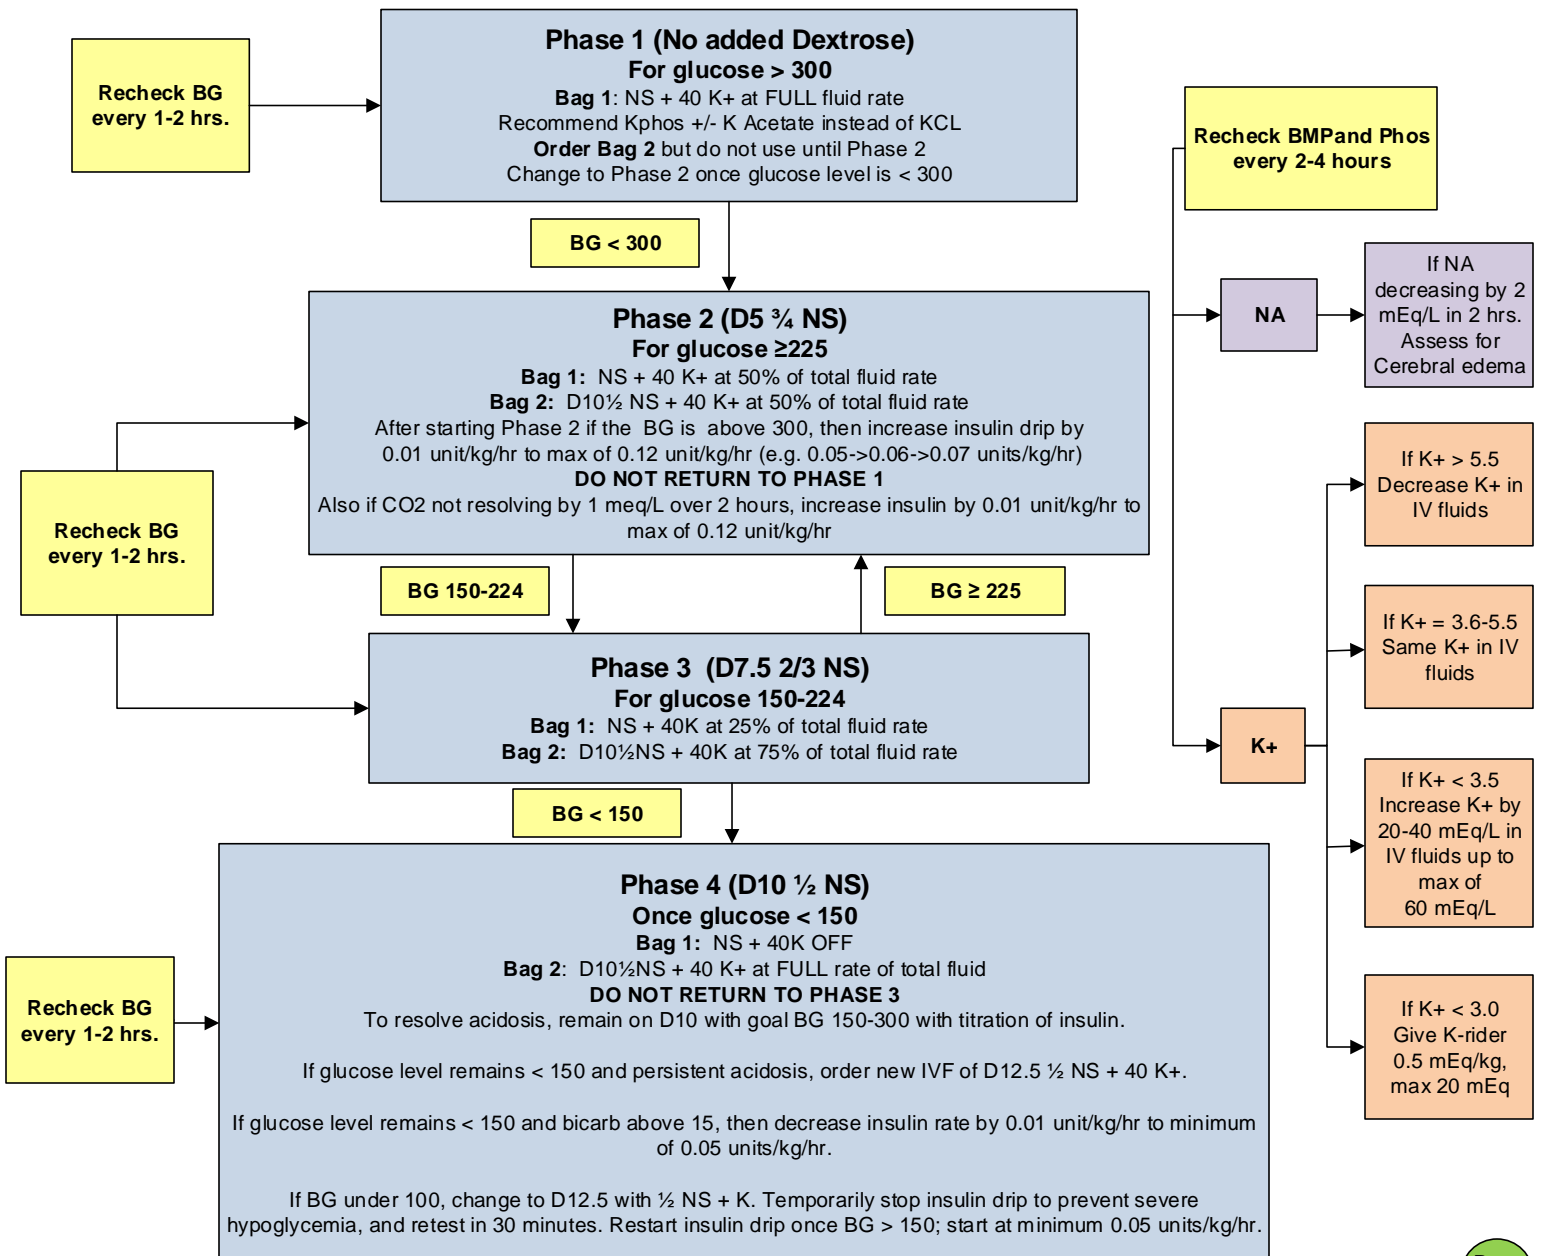 Phase 1 (No added Dextrose)
For glucose > 300
Bag 1: NS + 40 K+ at FULL fluid rate
Recommend Kphos +/- K Acetate instead of KCL
Order Bag 2 but do not use until Phase 2
Change to Phase 2 once glucose level is < 300
Recheck BG
every 1-2 hrs.
BG < 300
Phase 2 (D5 ¾ NS)
For glucose ≥225
Bag 1: NS + 40 K+ at 50% of total fluid rate
Bag 2: D10½ NS + 40 K+ at 50% of total fluid rate
After starting Phase 2 if the BG is above 300, then increase insulin drip by
0.01 unit/kg/hr to max of 0.12 unit/kg/hr (e.g. 0.05->0.06->0.07 units/kg/hr)
DO NOT RETURN TO PHASE 1
Also if CO2 not resolving by 1 meq/L over 2 hours, increase insulin by 0.01 unit/kg/hr to
max of 0.12 unit/kg/hr
Recheck BG
every 1-2 hrs.
BG 150-224
BG ≥ 225
Phase 3 (D7.5 2/3 NS)
For glucose 150-224
Bag 1: NS + 40K at 25% of total fluid rate
Bag 2: D10½NS + 40K at 75% of total fluid rate
BG < 150
Phase 4 (D10 ½ NS)
Once glucose < 150
Bag 1: NS + 40K OFF
Bag 2: D10½NS + 40 K+ at FULL rate of total fluid
DO NOT RETURN TO PHASE 3
To resolve acidosis, remain on D10 with goal BG 150-300 with titration of insulin.
If glucose level remains < 150 and persistent acidosis, order new IVF of D12.5 ½ NS + 40 K+.
If glucose level remains < 150 and bicarb above 15, then decrease insulin rate by 0.01 unit/kg/hr to minimum
of 0.05 units/kg/hr.
If BG under 100, change to D12.5 with ½ NS + K. Temporarily stop insulin drip to prevent severe
hypoglycemia, and retest in 30 minutes. Restart insulin drip once BG > 150; start at minimum 0.05 units/kg/hr.
Recheck BG
every 1-2 hrs.
Recheck BMPand Phos
every 2-4 hours
NA
If NA
decreasing by 2
mEq/L in 2 hrs.
Assess for
Cerebral edema
K+
If K+ > 5.5
Decrease K+ in
IV fluids
If K+ = 3.6-5.5
Same K+ in IV
fluids
If K+ < 3.5
Increase K+ by
20-40 mEq/L in
IV fluids up to
max of
60 mEq/L
If K+ < 3.0
Give K-rider
0.5 mEq/kg,
max 20 mEq